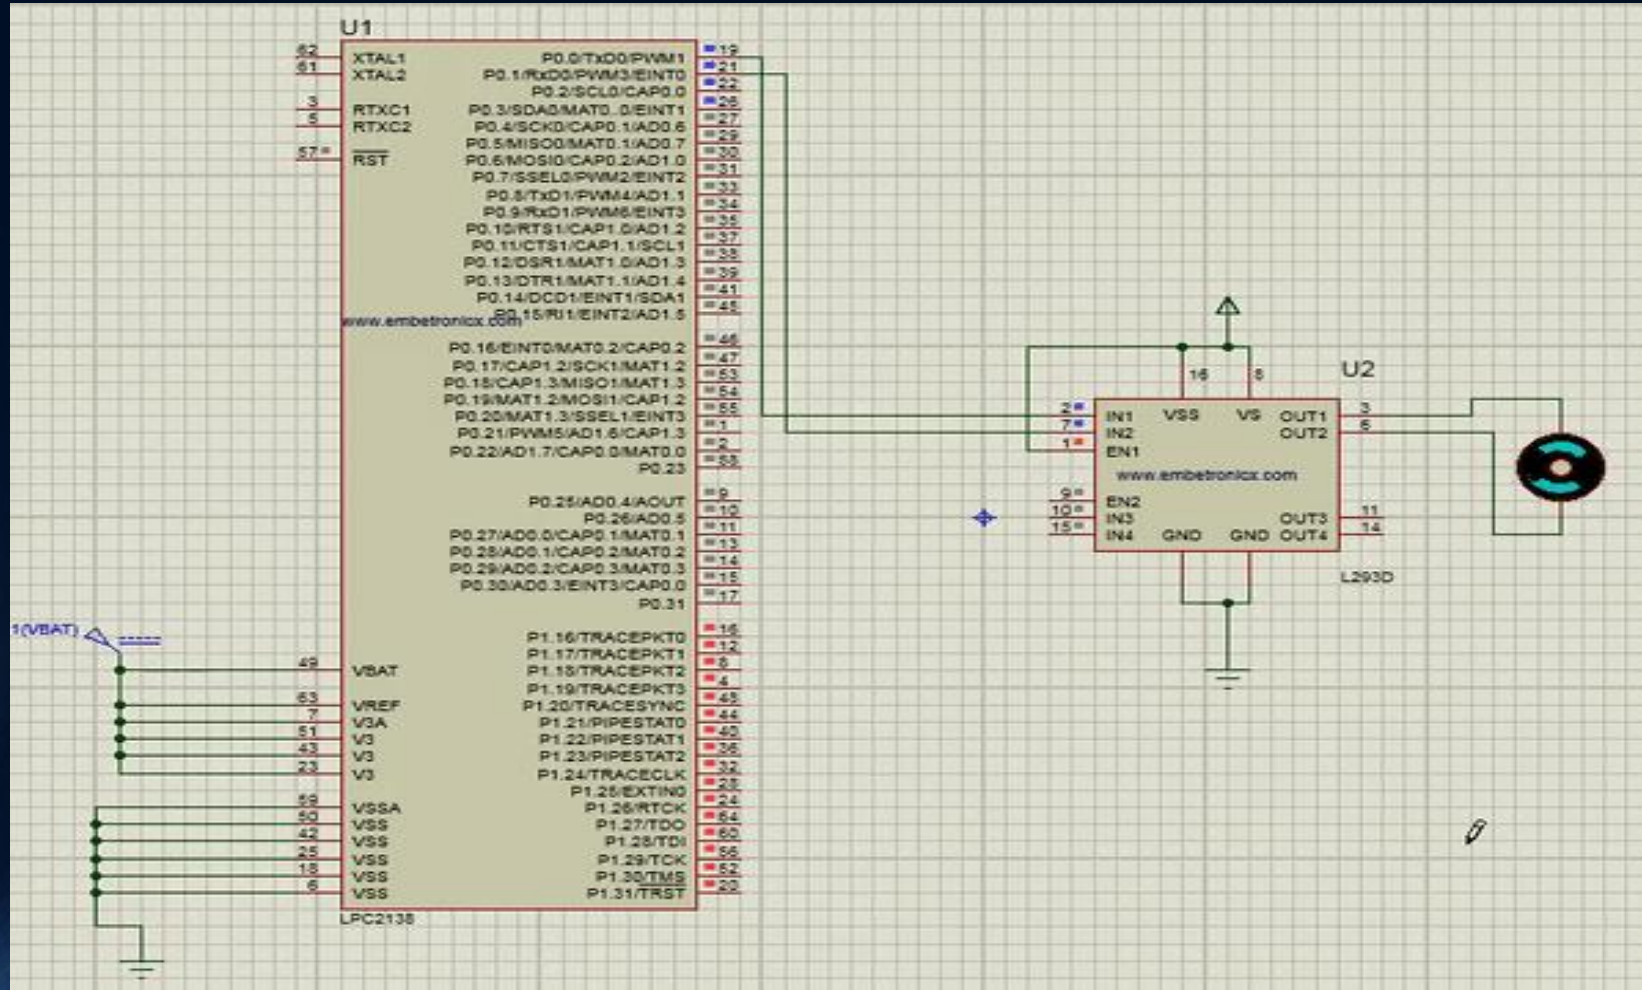 U1
62 XTAL1
61 XTAL2
3 RTXC1
5 RTXC2
57 RST
P0.0/TxD0/PWM1 19
P0.1/RxD0/PWM3/EINT0 21
P0.2/SCL0/CAP0.0 22
P0.3/SDA0/MAT0..0/EINT1 26
P0.4/SCK0/CAP0.1/AD0.6 27
P0.5/MISO0/MAT0.1/AD0.7 29
P0.6/MOSI0/CAP0.2/AD1.0 30
P0.7/SSEL0/PWM2/EINT2 31
P0.8/TxD1/PWM4/AD1.1 33
P0.9/RxD1/PWM6/EINT3 34
P0.10/RTS1/CAP1.0/AD1.2 35
P0.11/CTS1/CAP1.1/SCL1 37
P0.12/DSR1/MAT1.0/AD1.3 38
P0.13/DTR1/MAT1.1/AD1.4 39
P0.14/DCD1/EINT1/SDA1 41
P0.15/RI1/EINT2/AD1.5 45
www.embetronicx.com
P0.16/EINT0/MAT0.2/CAP0.2 46
P0.17/CAP1.2/SCK1/MAT1.2 47
P0.18/CAP1.3/MISO1/MAT1.3 53
P0.19/MAT1.2/MOSI1/CAP1.2 54
P0.20/MAT1.3/SSEL1/EINT3 55
P0.21/PWM5/AD1.6/CAP1.3 1
P0.22/AD1.7/CAP0.0/MAT0.0 2
P0.23 58
P0.25/AD0.4/AOUT 9
P0.26/AD0.5 10
P0.27/AD0.0/CAP0.1/MAT0.1 11
P0.28/AD0.1/CAP0.2/MAT0.2 13
P0.29/AD0.2/CAP0.3/MAT0.3 14
P0.30/AD0.3/EINT3/CAP0.0 15
P0.31 17
P1.16/TRACEPKT0 16
P1.17/TRACEPKT1 12
P1.18/TRACEPKT2 8
P1.19/TRACEPKT3 4
P1.20/TRACESYNC 48
P1.21/PIPESTAT0 44
P1.22/PIPESTAT1 40
P1.23/PIPESTAT2 36
P1.24/TRACECLK 32
P1.25/EXTIN0 28
P1.26/RTCK 24
P1.27/TDO 64
P1.28/TDI 60
P1.29/TCK 56
P1.30/TMS 52
P1.31/TRST 20
1(VBAT)
49 VBAT
63 VREF
7 V3A
51 V3
43 V3
23 V3
59 VSSA
50 VSS
42 VSS
25 VSS
18 VSS
6 VSS
LPC2138
U2
16 8
VSS VS
2 IN1
7 IN2
1 EN1
OUT1 3
OUT2 6
www.embetronicx.com
9 EN2
10 IN3
15 IN4
GND GND
OUT3 11
OUT4 14
L293D